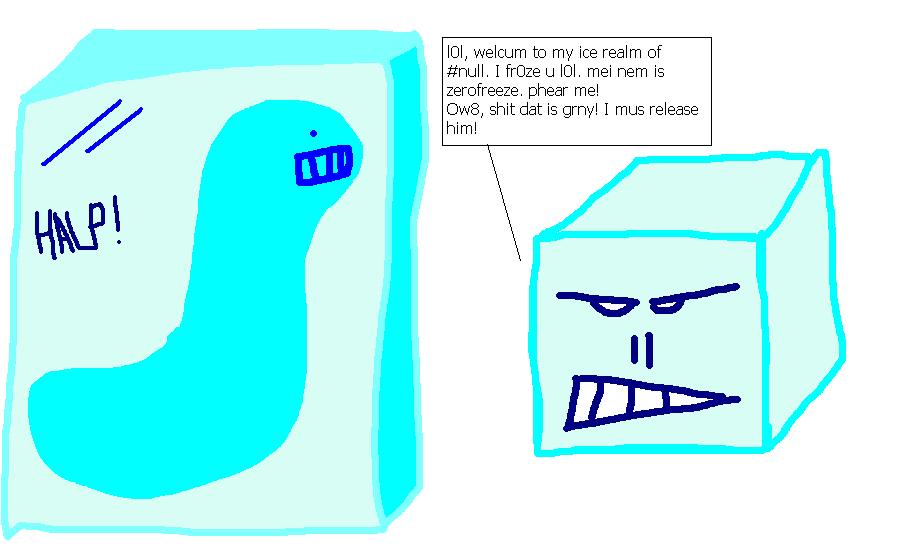 l0l, welcum to my ice realm of
#null. I fr0ze u l0l. mei nem is
zerofreeze. phear me!
Ow8, shit dat is grny! I mus release
him!
HALP!